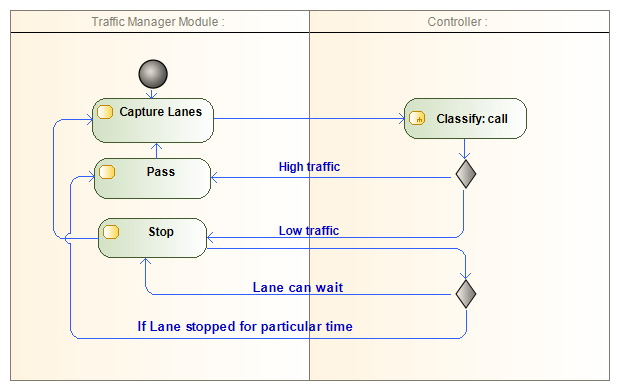 Traffic Manager Module :
Controller :
Capture Lanes
Classify: call
Pass
High traffic
Stop
Low traffic
Lane can wait
If Lane stopped for particular time